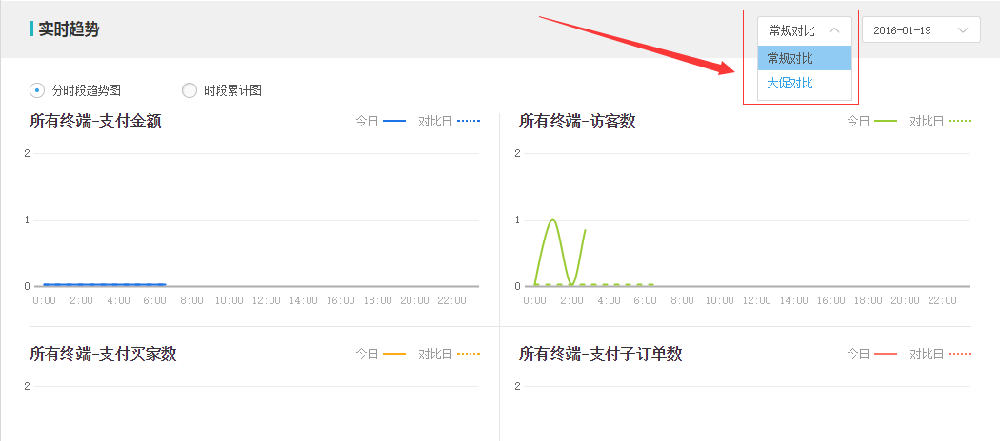 实时趋势
常规对比
2016-01-19
常规对比
大促对比
分时段趋势图
时段累计图
所有终端-支付金额
今日
对比日
2
1
0
0:00 2:00 4:00 6:00 8:00 10:00 12:00 14:00 16:00 18:00 20:00 22:00
所有终端-访客数
今日
对比日
2
1
0
0:00 2:00 4:00 6:00 8:00 10:00 12:00 14:00 16:00 18:00 20:00 22:00
所有终端-支付买家数
今日
对比日
2
所有终端-支付子订单数
今日
对比日
2